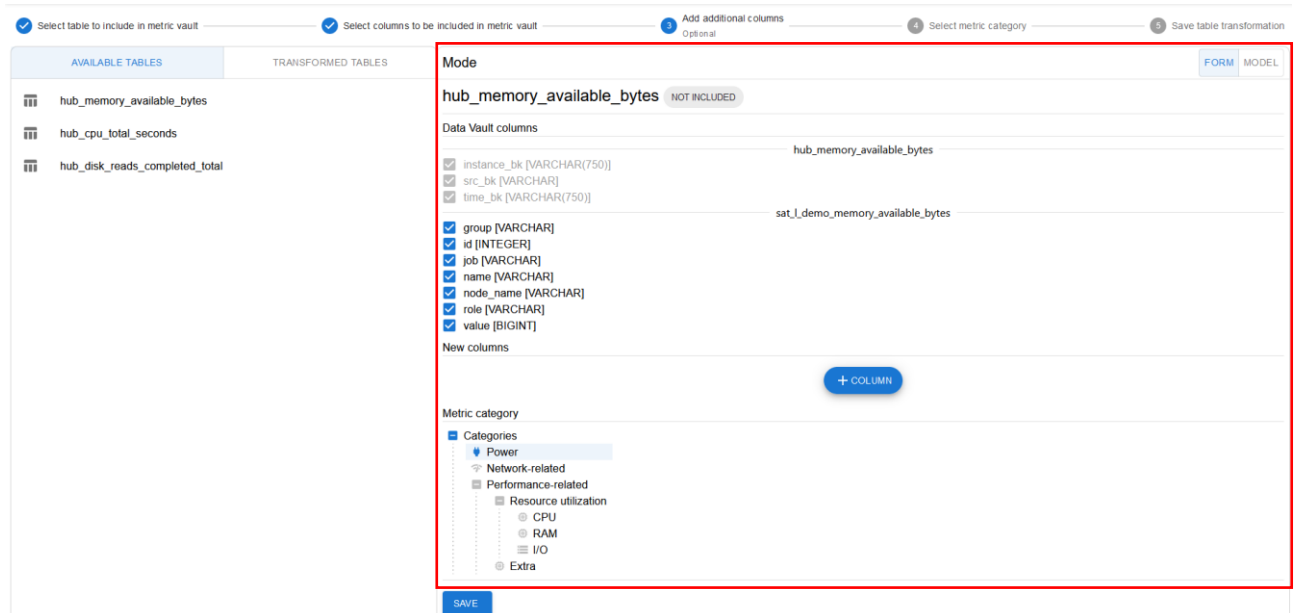 Select table to include in metric vault
Select columns to be included in metric vault
3 Add additional columns
Optional
4 Select metric category
5 Save table transformation
AVAILABLE TABLES
TRANSFORMED TABLES
hub_memory_available_bytes
hub_cpu_total_seconds
hub_disk_reads_completed_total
Mode
FORM MODEL
hub_memory_available_bytes NOT INCLUDED
Data Vault columns
hub_memory_available_bytes
instance_bk [VARCHAR(750)]
src_bk [VARCHAR]
time_bk [VARCHAR(750)]
sat_l_demo_memory_available_bytes
group [VARCHAR]
id [INTEGER]
job [VARCHAR]
name [VARCHAR]
node_name [VARCHAR]
role [VARCHAR]
value [BIGINT]
New columns
+ COLUMN
Metric category
Categories
Power
Network-related
Performance-related
Resource utilization
CPU
RAM
I/O
Extra
SAVE